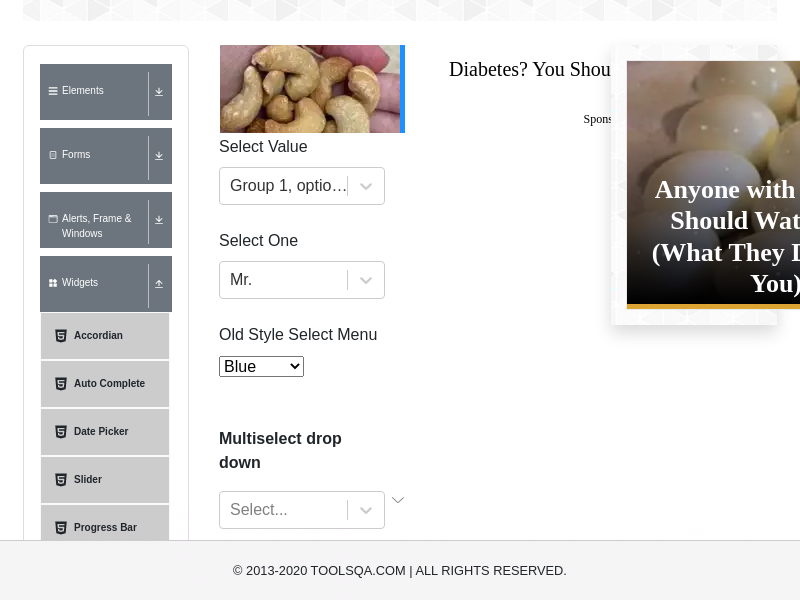 Elements
Forms
Alerts, Frame &
Windows
Widgets
Accordian
Auto Complete
Date Picker
Slider
Progress Bar
Select Value
Group 1, optio...
Select One
Mr.
Old Style Select Menu
Blue
Multiselect drop
down
Select...
Diabetes? You Shou
Spons
Anyone with
Should Wat
(What They D
You)
© 2013-2020 TOOLSQA.COM | ALL RIGHTS RESERVED.